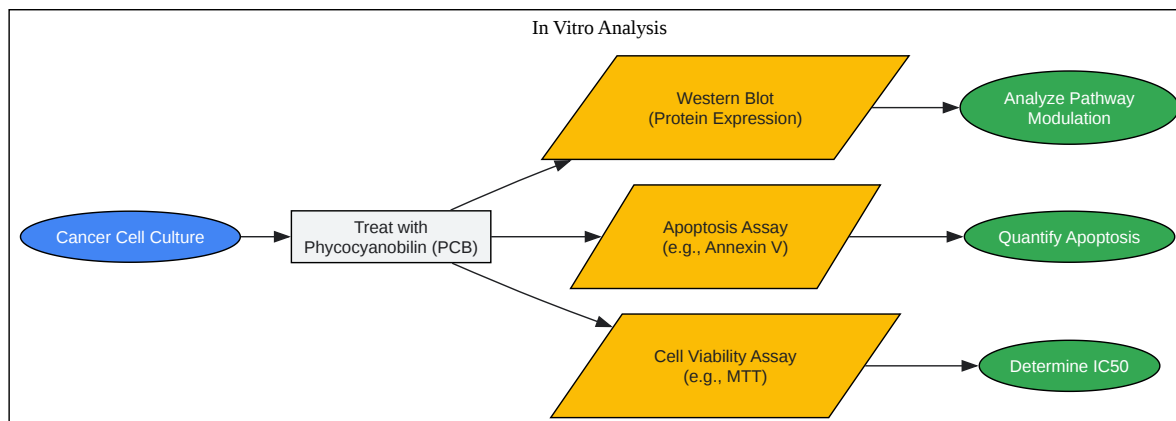 In Vitro Analysis
Cancer Cell Culture
Treat with
Phycocyanobilin (PCB)
Western Blot
(Protein Expression)
Analyze Pathway
Modulation
Apoptosis Assay
(e.g., Annexin V)
Quantify Apoptosis
Cell Viability Assay
(e.g., MTT)
Determine IC50